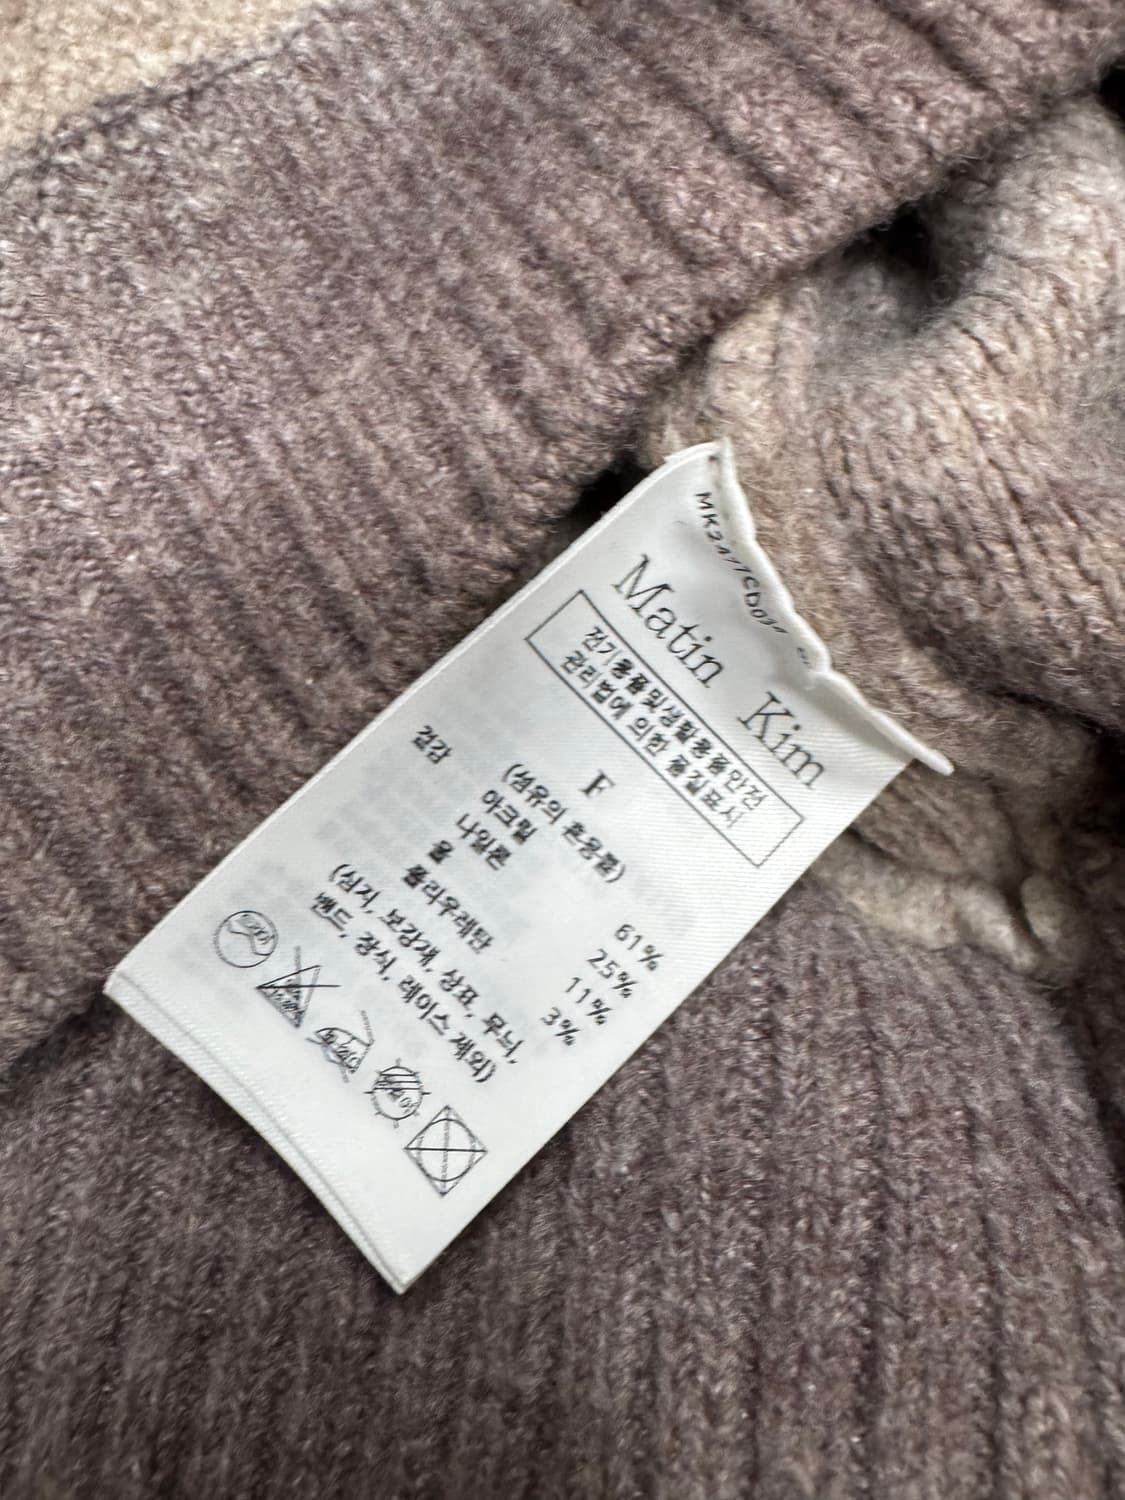 Matin Kim
전기용품및생활용품안전
관리법에 의한 품질표시
F
겉감 (섬유의 혼용률)
아크릴 61%
나일론 25%
울 11%
폴리우레탄 3%
(심지, 보강재, 상표, 무늬,
밴드, 장식, 레이스 제외)